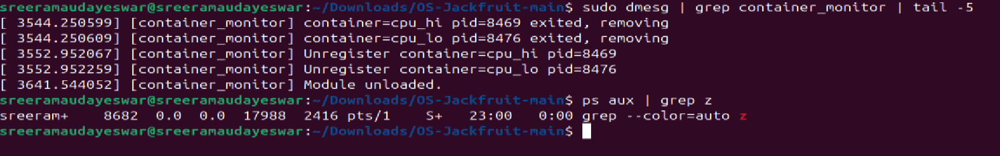 sreeramaudayeswar@sreeramaudayeswar:~/Downloads/OS-Jackfruit-main$ sudo dmesg | grep container_monitor | tail -5
[ 3544.250599] [container_monitor] container=cpu_hi pid=8469 exited, removing
[ 3544.250609] [container_monitor] container=cpu_lo pid=8476 exited, removing
[ 3552.952067] [container_monitor] Unregister container=cpu_hi pid=8469
[ 3552.952259] [container_monitor] Unregister container=cpu_lo pid=8476
[ 3641.544052] [container_monitor] Module unloaded.
sreeramaudayeswar@sreeramaudayeswar:~/Downloads/OS-Jackfruit-main$ ps aux | grep z
sreeram+    8682  0.0  0.0  17988  2416 pts/1    S+   23:00   0:00 grep --color=auto z
sreeramaudayeswar@sreeramaudayeswar:~/Downloads/OS-Jackfruit-main$